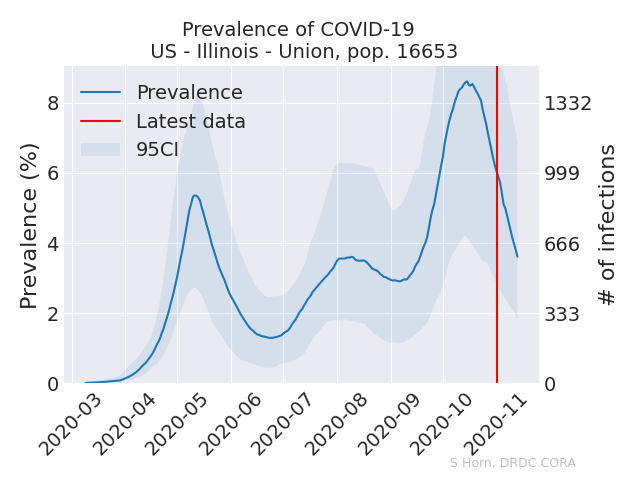 Prevalence of COVID-19
US - Illinois - Union, pop. 16653
Prevalence
Latest data
95CI
Prevalence (%)
8
6
4
2
0
1332
999
666
333
0
# of infections
2020-03
2020-04
2020-05
2020-06
2020-07
2020-08
2020-09
2020-10
2020-11
S Horn, DRDC CORA